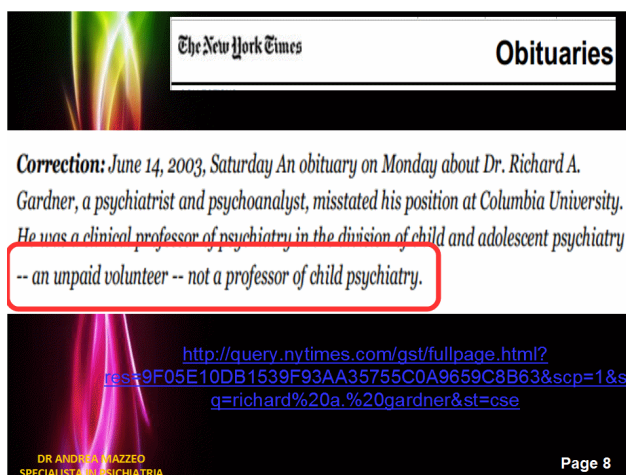 The New York Times
Obituaries
Correction: June 14, 2003, Saturday An obituary on Monday about Dr. Richard A.
Gardner, a psychiatrist and psychoanalyst, misstated his position at Columbia University.
He was a clinical professor of psychiatry in the division of child and adolescent psychiatry
-- an unpaid volunteer -- not a professor of child psychiatry.
http://query.nytimes.com/gst/fullpage.html?
res=9F05E10DB1539F93AA35755C0A9659C8B63&scp=1&s
q=richard%20a.%20gardner&st=cse
DR ANDREA MAZZEO
SPECIALISTA IN PSICHIATRIA
Page 8